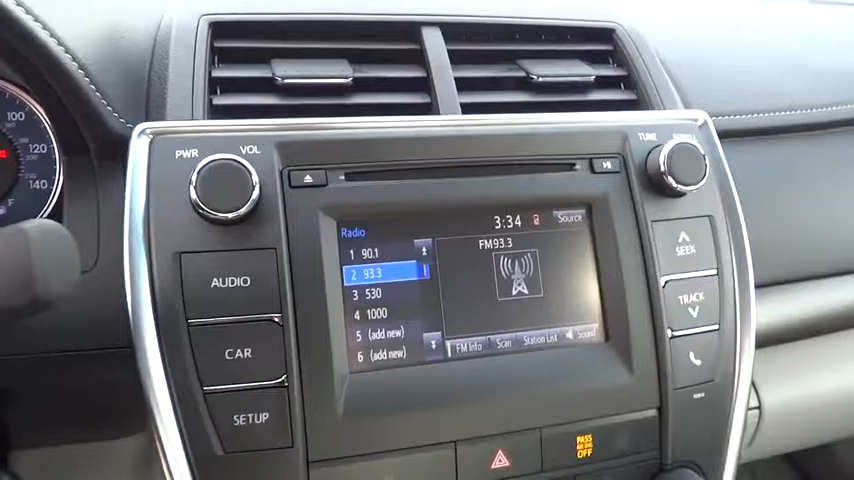 PWR
VOL
TUNE
SCROLL
100
120
140
F
AUDIO
CAR
SETUP
3:34
Source
Radio
FM93.3
1 90.1
2 93.3
3 530
4 1000
5 (add new)
6 (add new)
FM Info
Scan
Station List
Sound
SEEK
TRACK
PASS
AIR BAG
OFF